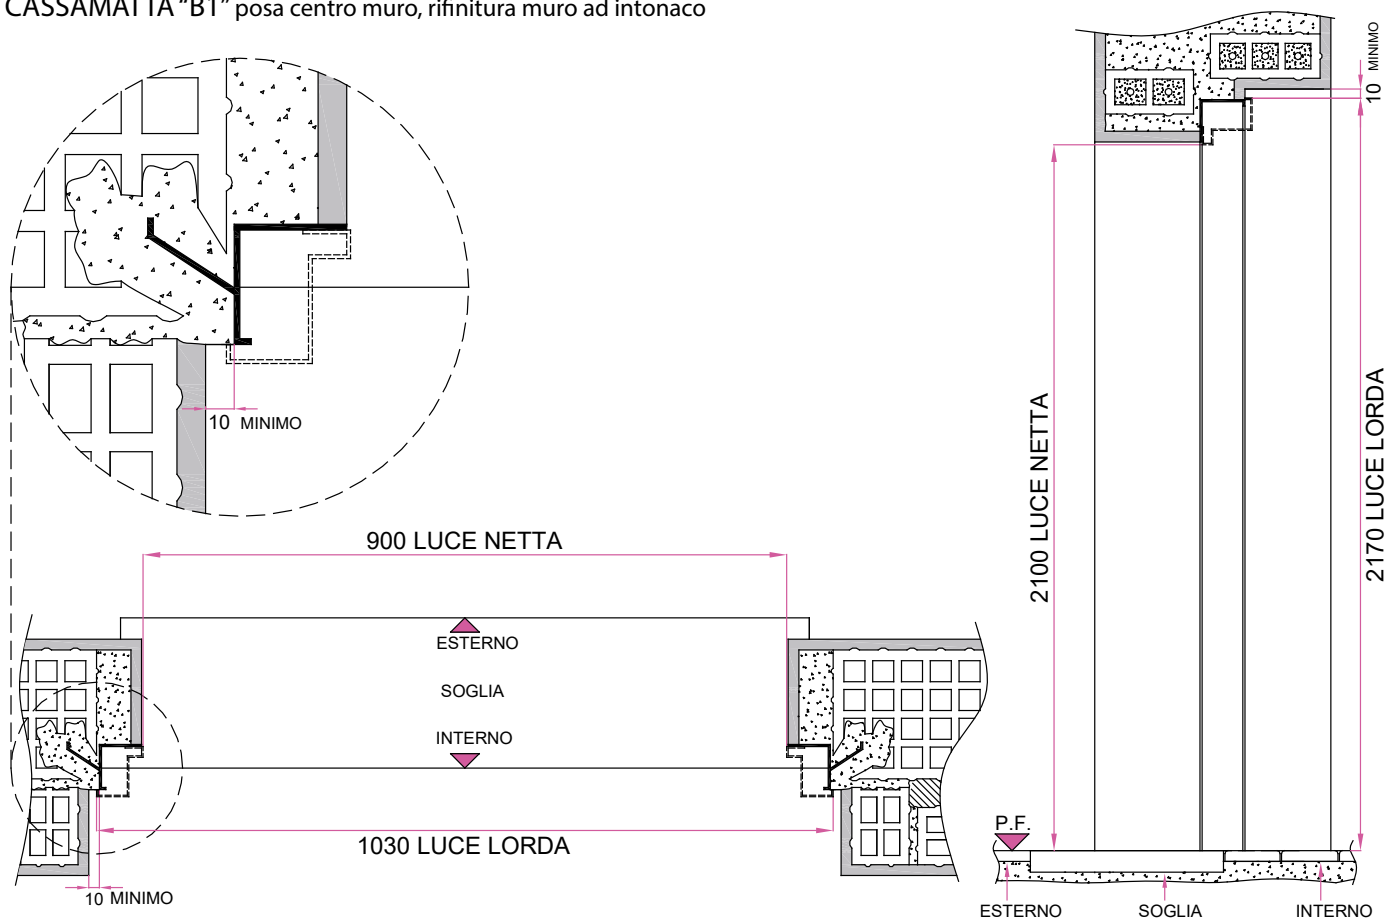 CASSAMATTA "B1" posa centro muro, rifinitura muro ad intonaco
10 MINIMO
10 MINIMO
2100 LUCE NETTA
2170 LUCE LORDA
900 LUCE NETTA
ESTERNO
SOGLIA
INTERNO
1030 LUCE LORDA
10 MINIMO
P.F.
ESTERNO
SOGLIA
INTERNO